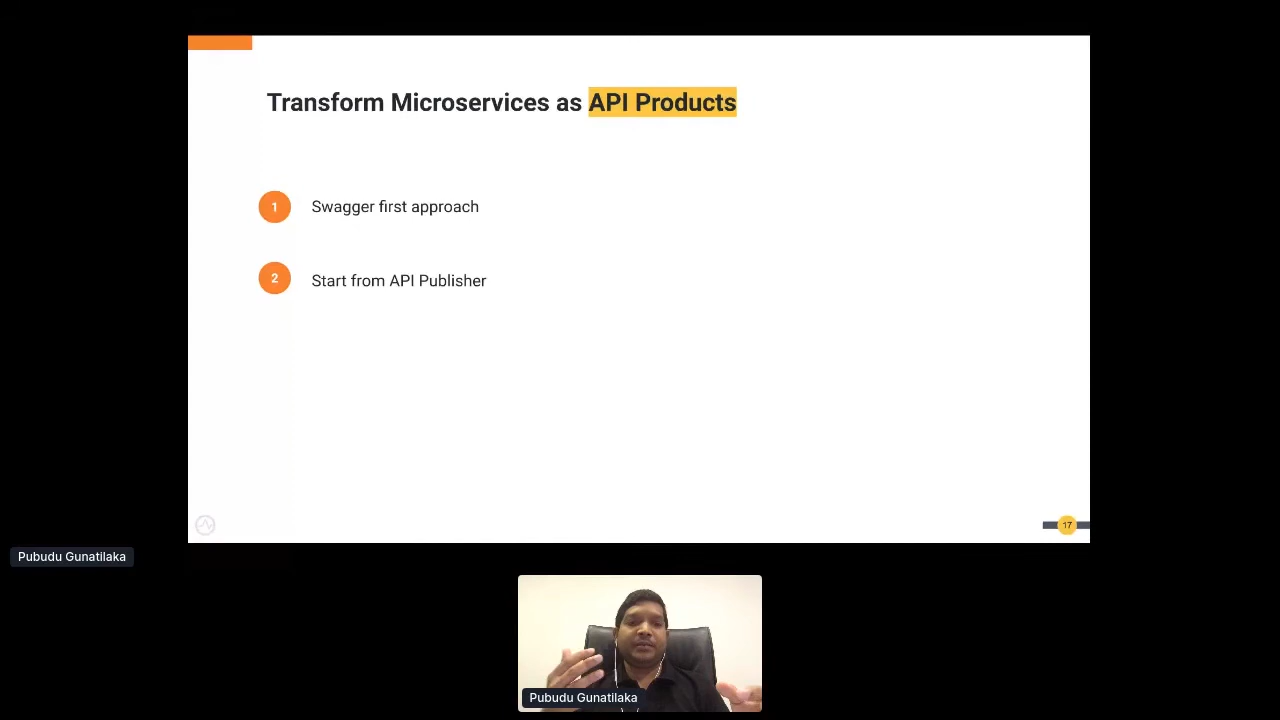 Transform Microservices as API Products
1 Swagger first approach
2 Start from API Publisher
17
Pubudu Gunatilaka
Pubudu Gunatilaka